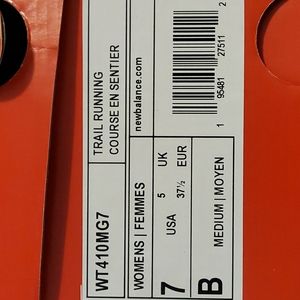 WT410MG7
TRAIL RUNNING
COURSE EN SENTIER
newbalance.com
1 95481 27511 2
WOMENS | FEMMES
5 UK
7 USA
37½ EUR
B
MEDIUM | MOYEN